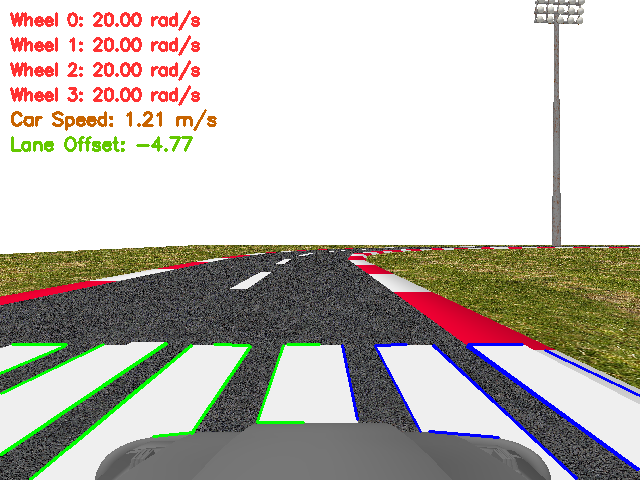 Wheel 0: 20.00 rad/s
Wheel 1: 20.00 rad/s
Wheel 2: 20.00 rad/s
Wheel 3: 20.00 rad/s
Car Speed: 1.21 m/s
Lane Offset: -4.77